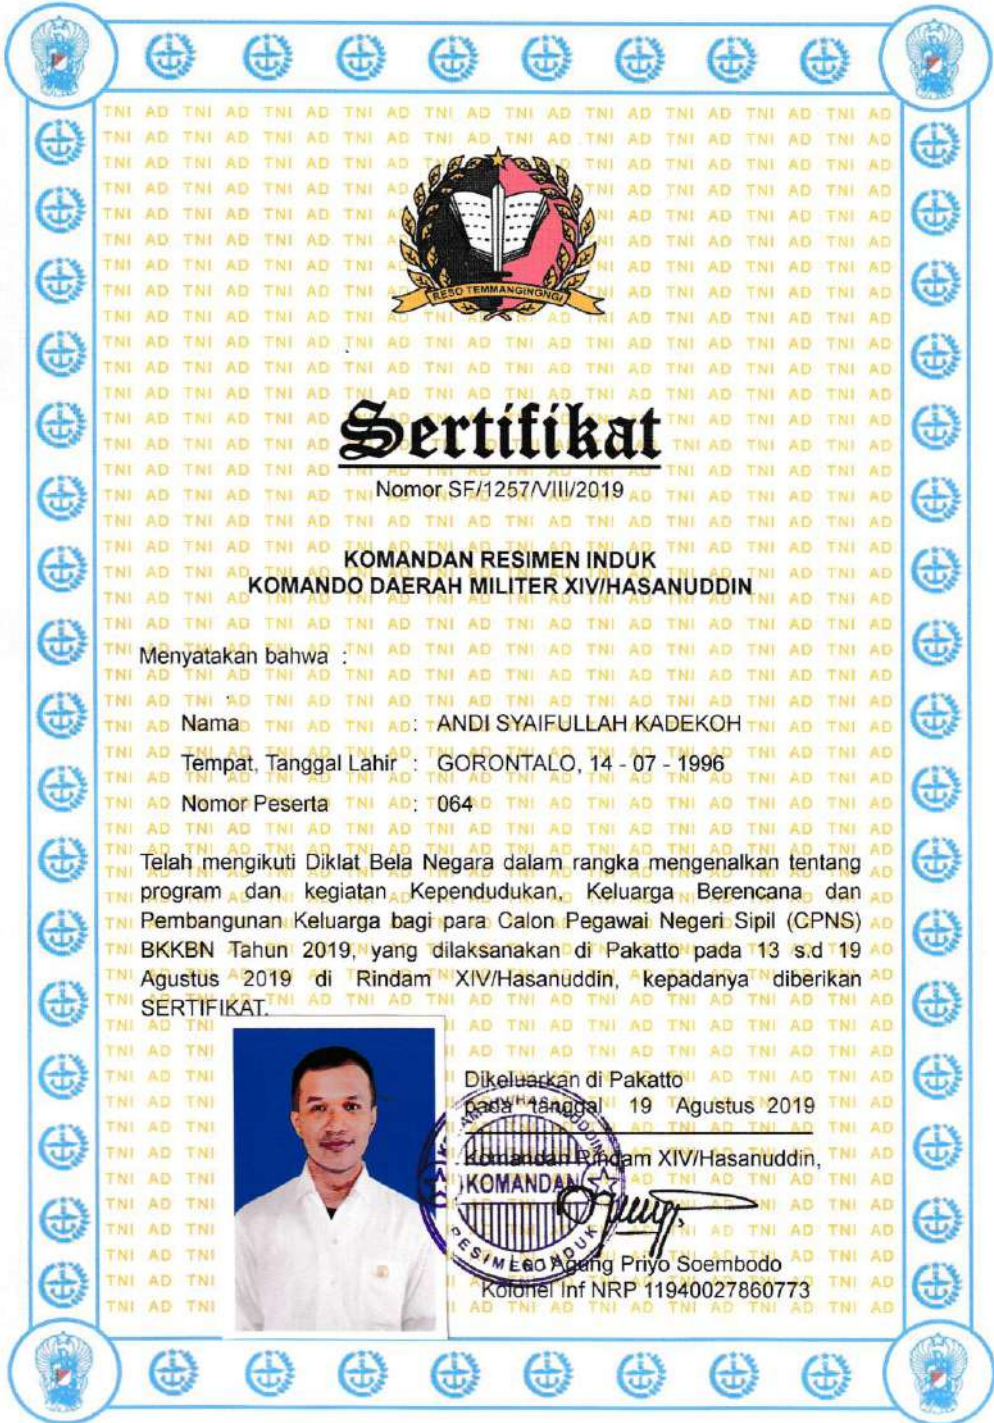 RESO TEMMANGINGNGI
Sertifikat
Nomor SF/1257/VIII/2019
KOMANDAN RESIMEN INDUK
KOMANDO DAERAH MILITER XIV/HASANUDDIN
Menyatakan bahwa :
Nama : ANDI SYAIFULLAH KADEKOH
Tempat, Tanggal Lahir : GORONTALO, 14 - 07 - 1996
Nomor Peserta : 064
Telah mengikuti Diklat Bela Negara dalam rangka mengenalkan tentang
program dan kegiatan Kependudukan, Keluarga Berencana dan
Pembangunan Keluarga bagi para Calon Pegawai Negeri Sipil (CPNS)
BKKBN Tahun 2019, yang dilaksanakan di Pakatto pada 13 s.d 19
Agustus 2019 di Rindam XIV/Hasanuddin, kepadanya diberikan
SERTIFIKAT.
Dikeluarkan di Pakatto
pada tanggal 19 Agustus 2019
Komandan Rindam XIV/Hasanuddin,
KOMANDAN
RESIMEN INDUK
Agung Priyo Soembodo
Kolonel Inf NRP 11940027860773